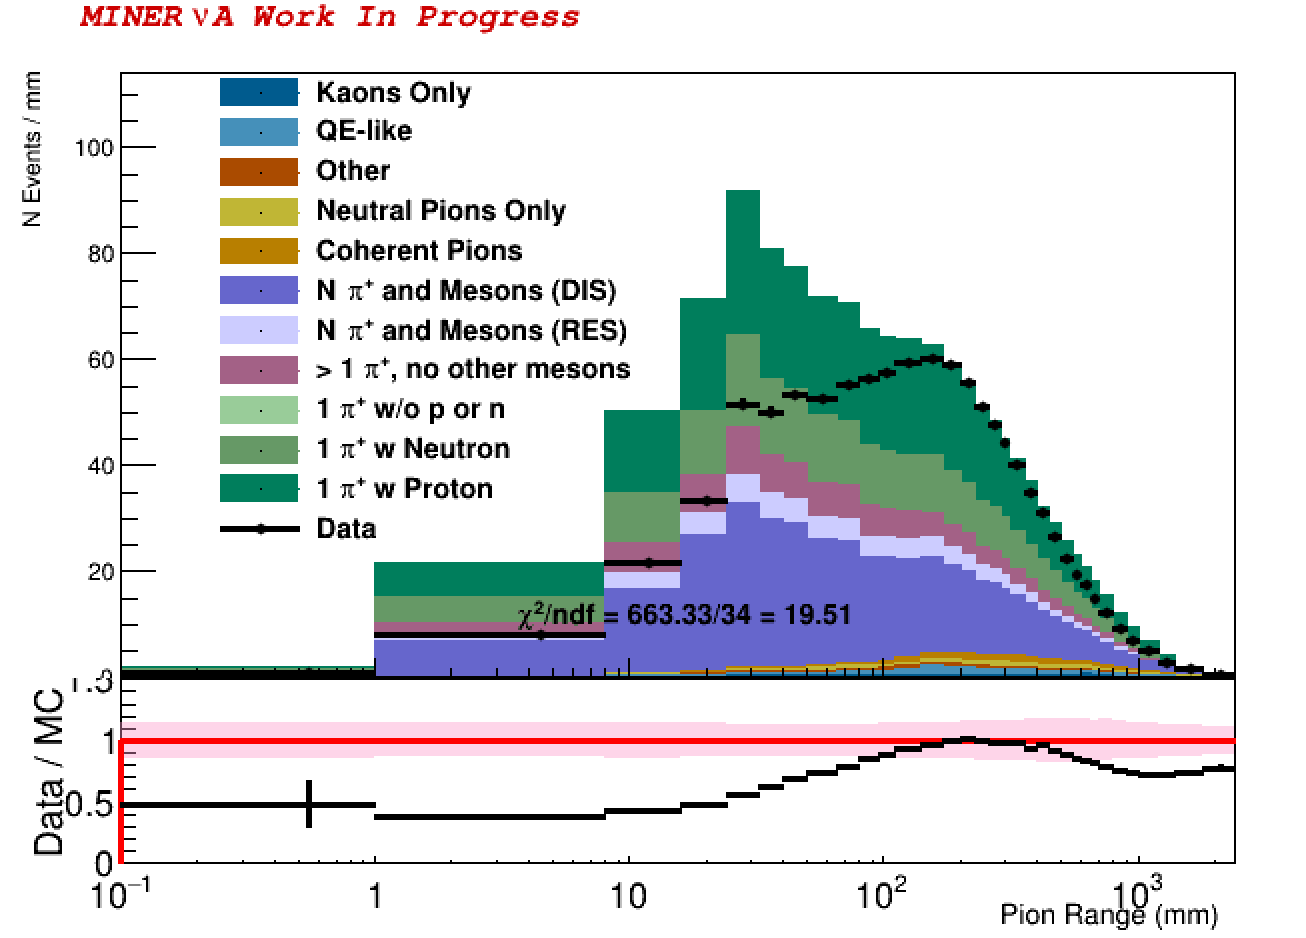 MINERνA Work In Progress
N Events / mm
100
80
60
40
20
Kaons Only
QE-like
Other
Neutral Pions Only
Coherent Pions
N π⁺ and Mesons (DIS)
N π⁺ and Mesons (RES)
> 1 π⁺, no other mesons
1 π⁺ w/o p or n
1 π⁺ w Neutron
1 π⁺ w Proton
Data
χ²/ndf = 663.33/34 = 19.51
Data / MC
1
0.5
0
10⁻¹ 1 10 10² 10³
Pion Range (mm)